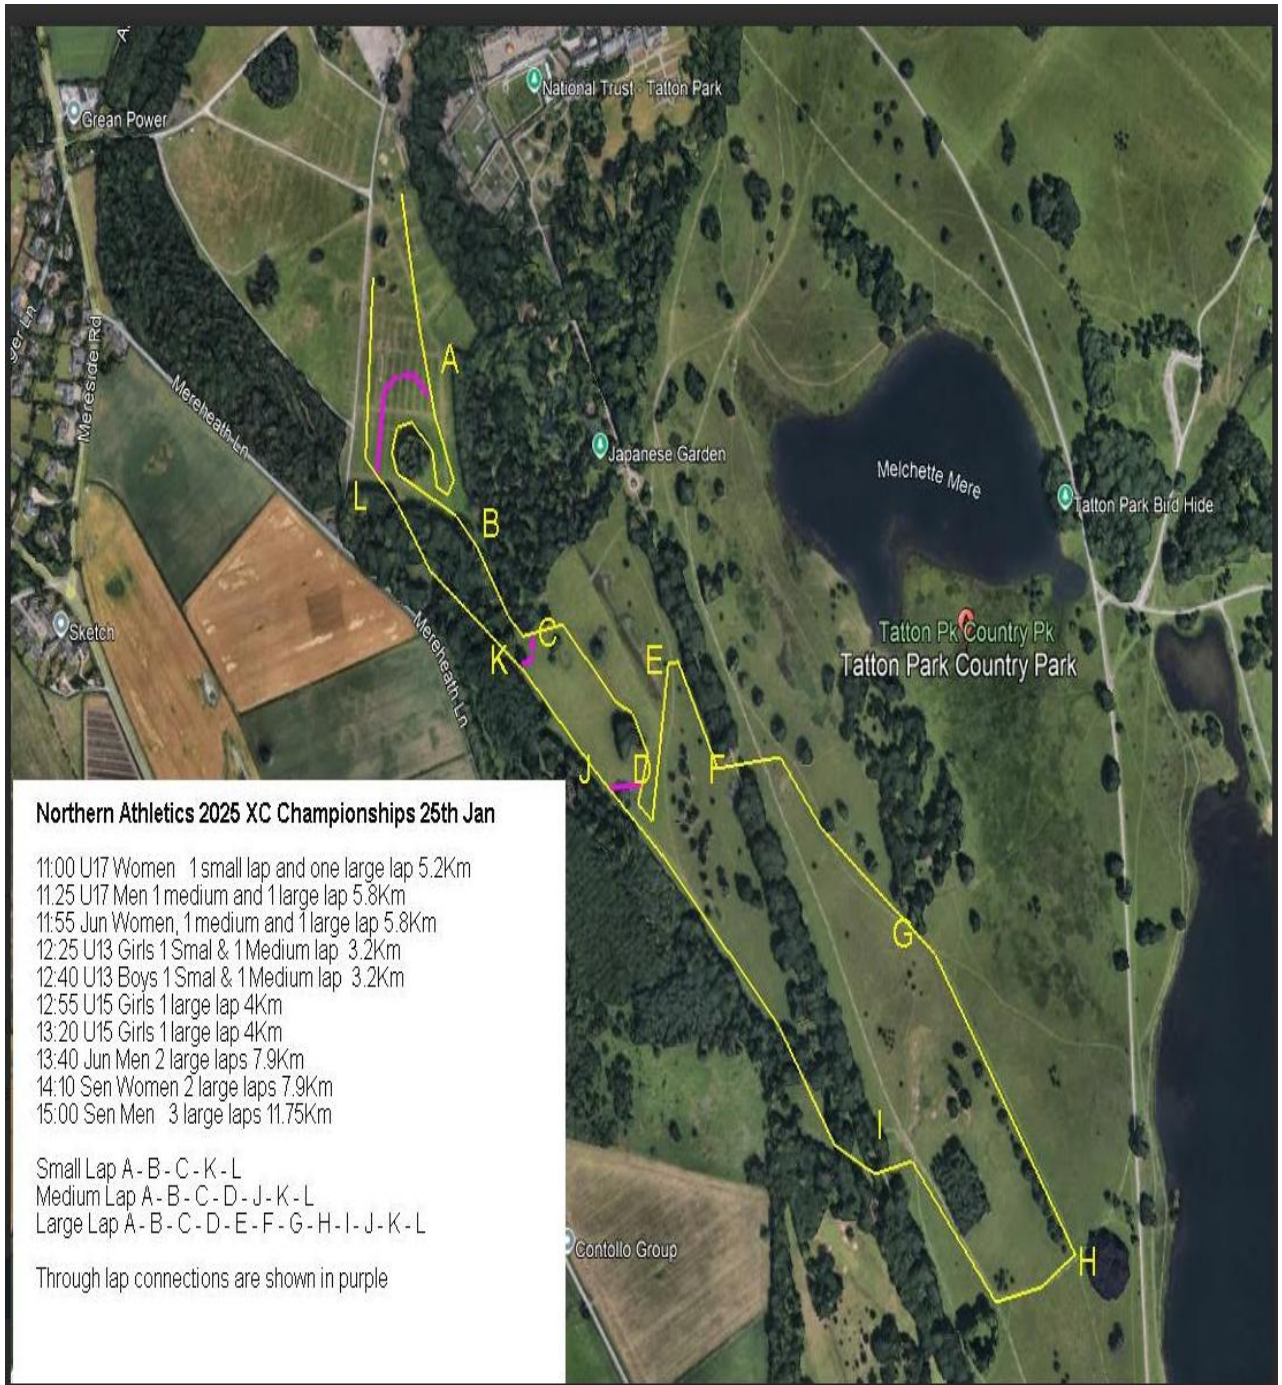 A.
National Trust - Tatton Park
Grean Power
Mereside Rd
Mereheath Ln
A
Japanese Garden
Melchette Mere
Tatton Park Bird Hide
L
B
Sketch
Mereheath Ln
C
K
E
Tatton Pk Country Pk
Tatton Park Country Park
J
D
F
G
I
H
Contollo Group
Northern Athletics 2025 XC Championships 25th Jan
11:00 U17 Women 1 small lap and one large lap 5.2Km
11.25 U17 Men 1 medium and 1 large lap 5.8Km
11:55 Jun Women, 1 medium and 1 large lap 5.8Km
12:25 U13 Girls 1 Smal & 1 Medium lap 3.2Km
12:40 U13 Boys 1 Smal & 1 Medium lap 3.2Km
12:55 U15 Girls 1 large lap 4Km
13:20 U15 Girls 1 large lap 4Km
13:40 Jun Men 2 large laps 7.9Km
14:10 Sen Women 2 large laps 7.9Km
15:00 Sen Men 3 large laps 11.75Km
Small Lap A - B - C - K - L
Medium Lap A - B - C - D - J - K - L
Large Lap A - B - C - D - E - F - G - H - I - J - K - L
Through lap connections are shown in purple